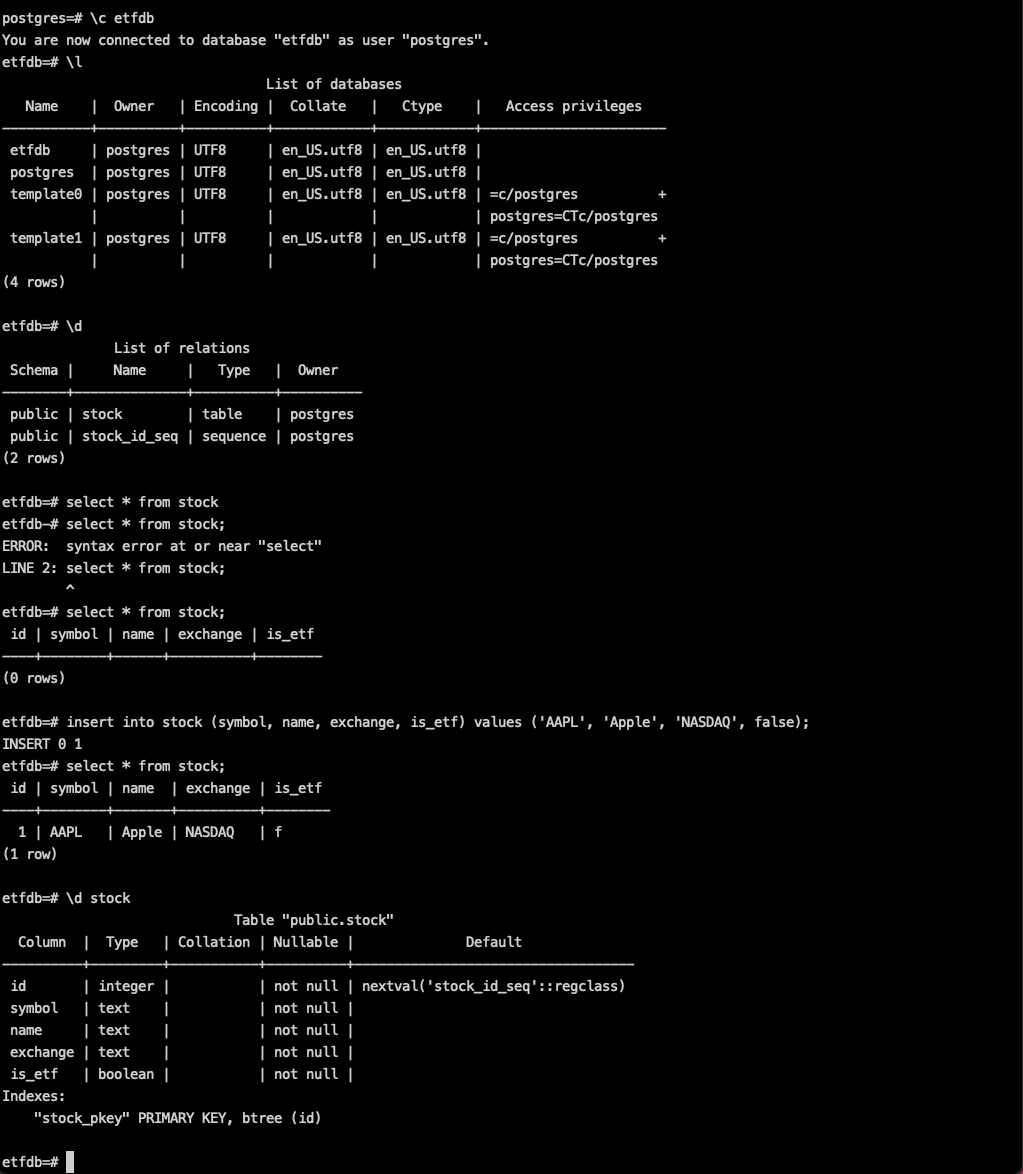 postgres=# \c etfdb
You are now connected to database "etfdb" as user "postgres".
etfdb=# \l
                                 List of databases
   Name    |  Owner   | Encoding |  Collate   |   Ctype    |   Access privileges
-----------+----------+----------+------------+------------+-----------------------
 etfdb     | postgres | UTF8     | en_US.utf8 | en_US.utf8 |
 postgres  | postgres | UTF8     | en_US.utf8 | en_US.utf8 |
 template0 | postgres | UTF8     | en_US.utf8 | en_US.utf8 | =c/postgres          +
           |          |          |            |            | postgres=CTc/postgres
 template1 | postgres | UTF8     | en_US.utf8 | en_US.utf8 | =c/postgres          +
           |          |          |            |            | postgres=CTc/postgres
(4 rows)

etfdb=# \d
              List of relations
 Schema |     Name     |   Type   |  Owner
--------+--------------+----------+----------
 public | stock        | table    | postgres
 public | stock_id_seq | sequence | postgres
(2 rows)

etfdb=# select * from stock
etfdb-# select * from stock;
ERROR:  syntax error at or near "select"
LINE 2: select * from stock;
        ^
etfdb=# select * from stock;
 id | symbol | name | exchange | is_etf
----+--------+------+----------+--------
(0 rows)

etfdb=# insert into stock (symbol, name, exchange, is_etf) values ('AAPL', 'Apple', 'NASDAQ', false);
INSERT 0 1
etfdb=# select * from stock;
 id | symbol | name  | exchange | is_etf
----+--------+-------+----------+--------
  1 | AAPL   | Apple | NASDAQ   | f
(1 row)

etfdb=# \d stock
                             Table "public.stock"
  Column  |  Type   | Collation | Nullable |              Default
----------+---------+-----------+----------+-----------------------------------
 id       | integer |           | not null | nextval('stock_id_seq'::regclass)
 symbol   | text    |           | not null |
 name     | text    |           | not null |
 exchange | text    |           | not null |
 is_etf   | boolean |           | not null |
Indexes:
    "stock_pkey" PRIMARY KEY, btree (id)

etfdb=#